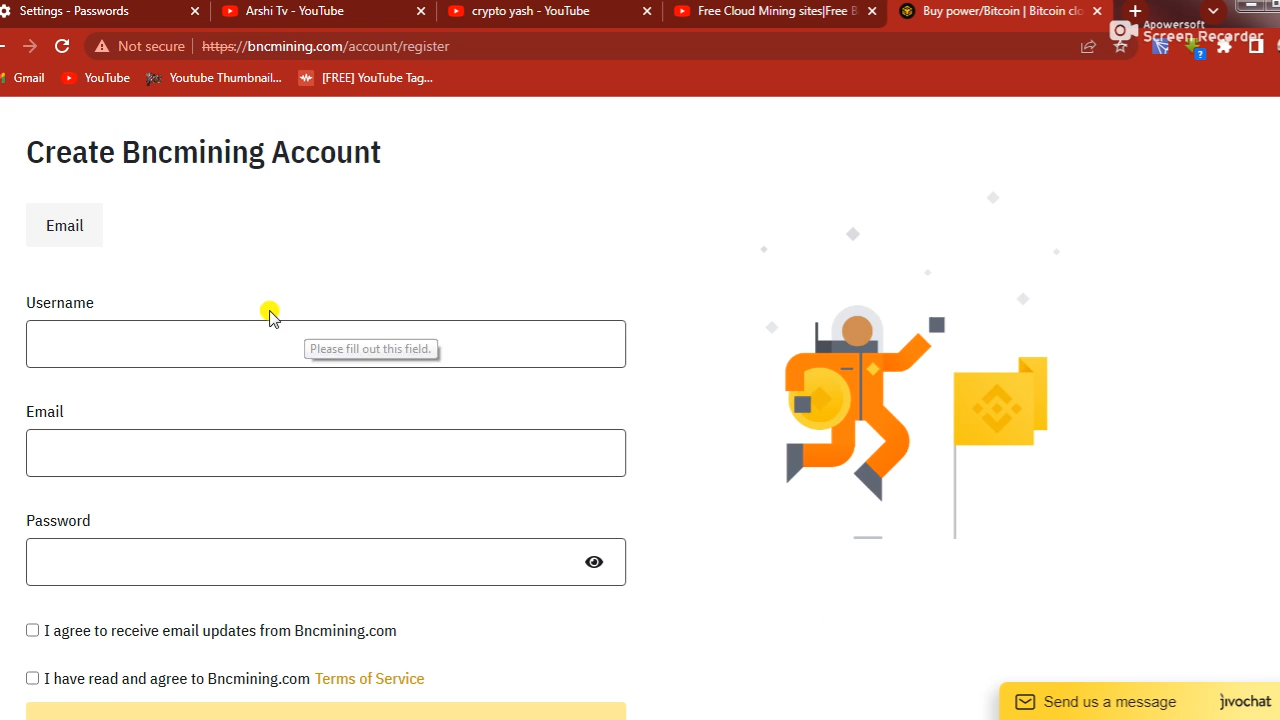 Settings - Passwords
Arshi Tv - YouTube
crypto yash - YouTube
Free Cloud Mining sites|Free B
Buy power/Bitcoin | Bitcoin clo
Apowersoft
Screen Recorder
Not secure
https://bncmining.com/account/register
Gmail
YouTube
Youtube Thumbnail...
[FREE] YouTube Tag...
Create Bncmining Account
Email
Username
Please fill out this field.
Email
Password
I agree to receive email updates from Bncmining.com
I have read and agree to Bncmining.com Terms of Service
Send us a message
jivochat